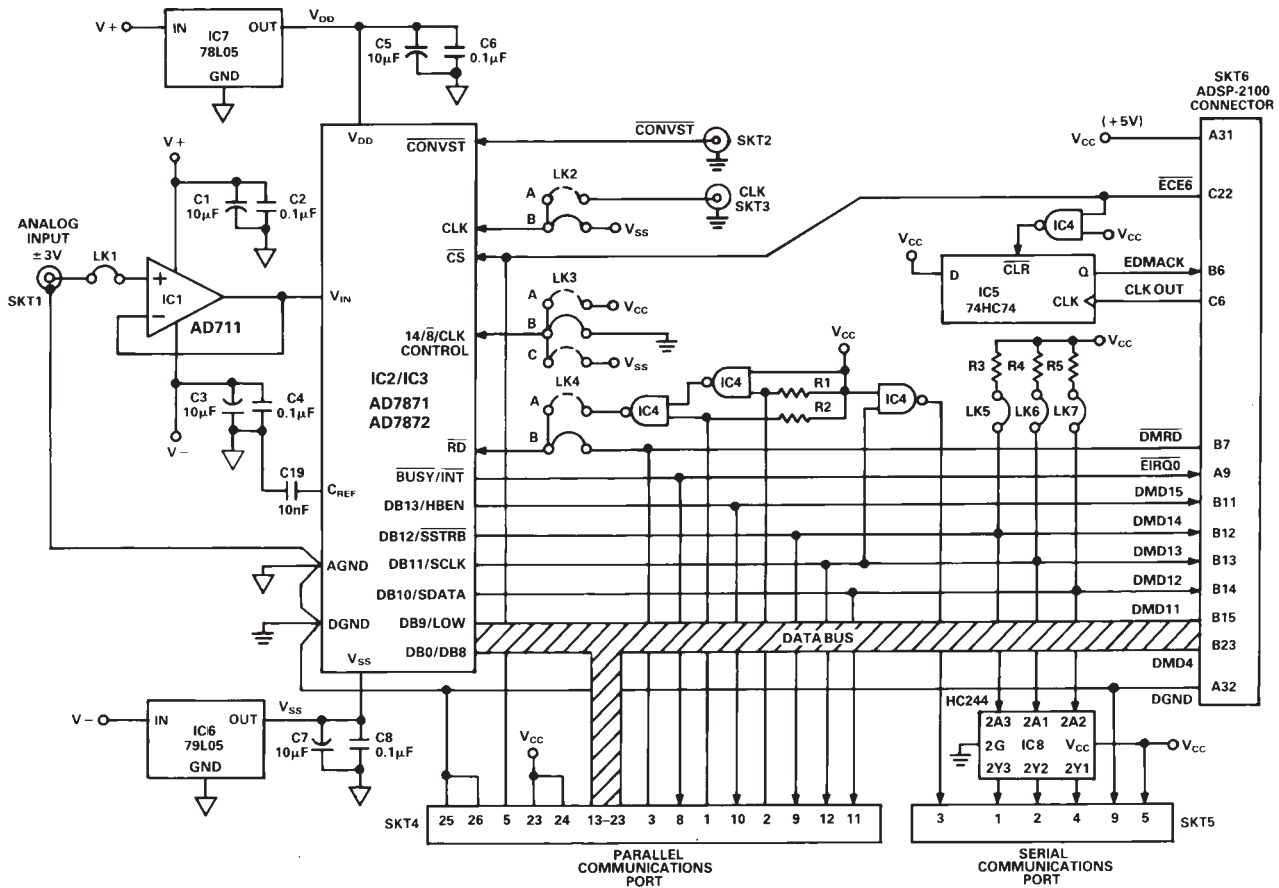 V+
IN
OUT
IC7
78L05
GND
VDD
C5
10µF
C6
0.1µF
V+
C1
10µF
C2
0.1µF
ANALOG
INPUT
±3V
LK1
SKT1
+
IC1
−
AD711
C3
10µF
C4
0.1µF
V−
C19
10nF
VDD
CONVST
CLK
CS
VIN
14/8/CLK
CONTROL
IC2/IC3
AD7871
AD7872
RD
BUSY/INT
CREF
DB13/HBEN
DB12/SSTRB
AGND
DB11/SCLK
DB10/SDATA
DGND
DB9/LOW
DB0/DB8
VSS
CONVST
SKT2
LK2
A
B
CLK
SKT3
VSS
LK3
A
VCC
B
C
VSS
LK4
A
B
IC4
IC4
VCC
R1
R2
IC4
SKT6
ADSP-2100
CONNECTOR
(+5V)
VCC
A31
ECE6
C22
IC4
VCC
VCC
D
CLR
Q
IC5
74HC74
CLK
EDMACK
B6
CLK OUT
C6
VCC
R3
R4
R5
LK5
LK6
LK7
DMRD
B7
EIRQ0
A9
DMD15
B11
DMD14
B12
DMD13
B13
DMD12
B14
DMD11
B15
DATA BUS
B23
DMD4
A32
DGND
V−
IN
OUT
IC6
79L05
GND
VSS
C7
10µF
C8
0.1µF
VCC
HC244
2A3 2A1 2A2
2G IC8 VCC
2Y3 2Y2 2Y1
VCC
SKT4
25 26 5 23 24 13–23 3 8 1 10 2 9 12 11
PARALLEL
COMMUNICATIONS
PORT
3 1 2 4 9 5
SKT5
SERIAL
COMMUNICATIONS
PORT